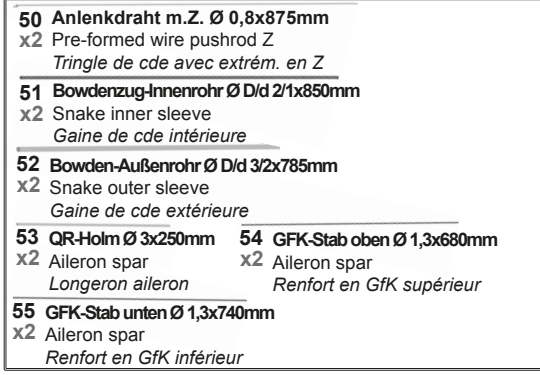 50 Anlenkdraht m.Z. Ø 0,8x875mm
x2 Pre-formed wire pushrod Z
Tringle de cde avec extrém. en Z
51 Bowdenzug-Innenrohr Ø D/d 2/1x850mm
x2 Snake inner sleeve
Gaine de cde intérieure
52 Bowden-Außenrohr Ø D/d 3/2x785mm
x2 Snake outer sleeve
Gaine de cde extérieure
53 QR-Holm Ø 3x250mm
x2 Aileron spar
Longeron aileron
54 GFK-Stab oben Ø 1,3x680mm
x2 Aileron spar
Renfort en GfK supérieur
55 GFK-Stab unten Ø 1,3x740mm
x2 Aileron spar
Renfort en GfK inférieur